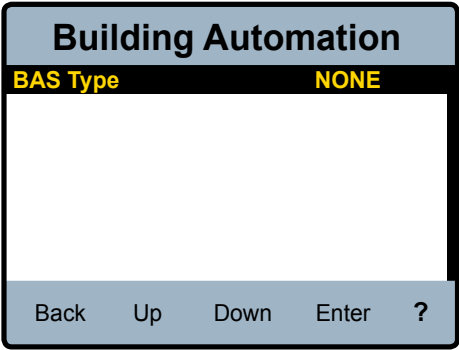 Building Automation
BAS Type NONE
Back Up Down Enter ?